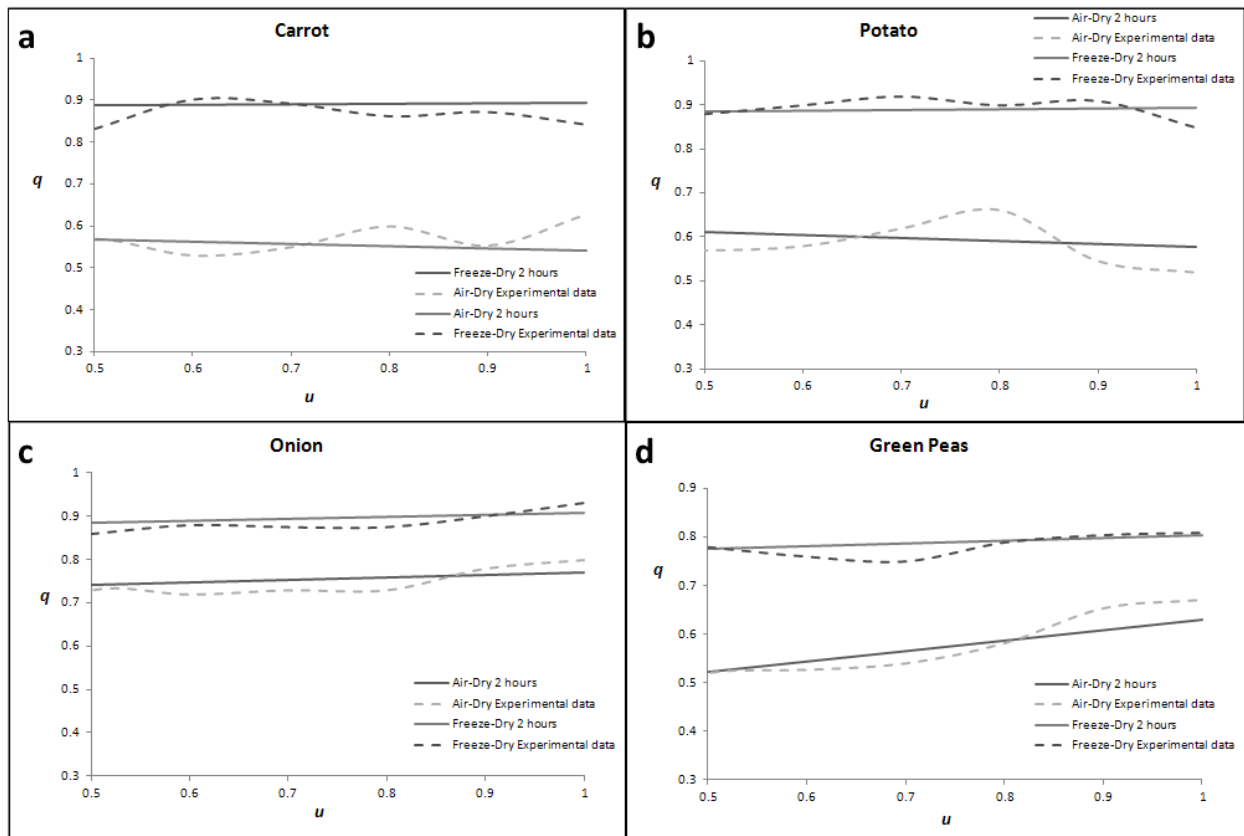 a
Carrot
1
0.9
0.8
0.7
q
0.6
0.5
0.4
0.3
0.5
0.6
0.7
0.8
0.9
1
u
Freeze-Dry 2 hours
Air-Dry Experimental data
Air-Dry 2 hours
Freeze-Dry Experimental data
b
Potato
Air-Dry 2 hours
Air-Dry Experimental data
Freeze-Dry 2 hours
Freeze-Dry Experimental data
1
0.9
0.8
0.7
q
0.6
0.5
0.4
0.3
0.5
0.6
0.7
0.8
0.9
1
u
c
Onion
1
0.9
0.8
0.7
q
0.6
0.5
0.4
0.3
0.5
0.6
0.7
0.8
0.9
1
u
Air-Dry 2 hours
Air-Dry Experimental data
Freeze-Dry 2 hours
Freeze-Dry Experimental data
d
Green Peas
0.9
0.8
0.7
q
0.6
0.5
0.4
0.3
0.5
0.6
0.7
0.8
0.9
1
u
Air-Dry 2 hours
Air-Dry Experimental data
Freeze-Dry 2 hours
Freeze-Dry Experimental data